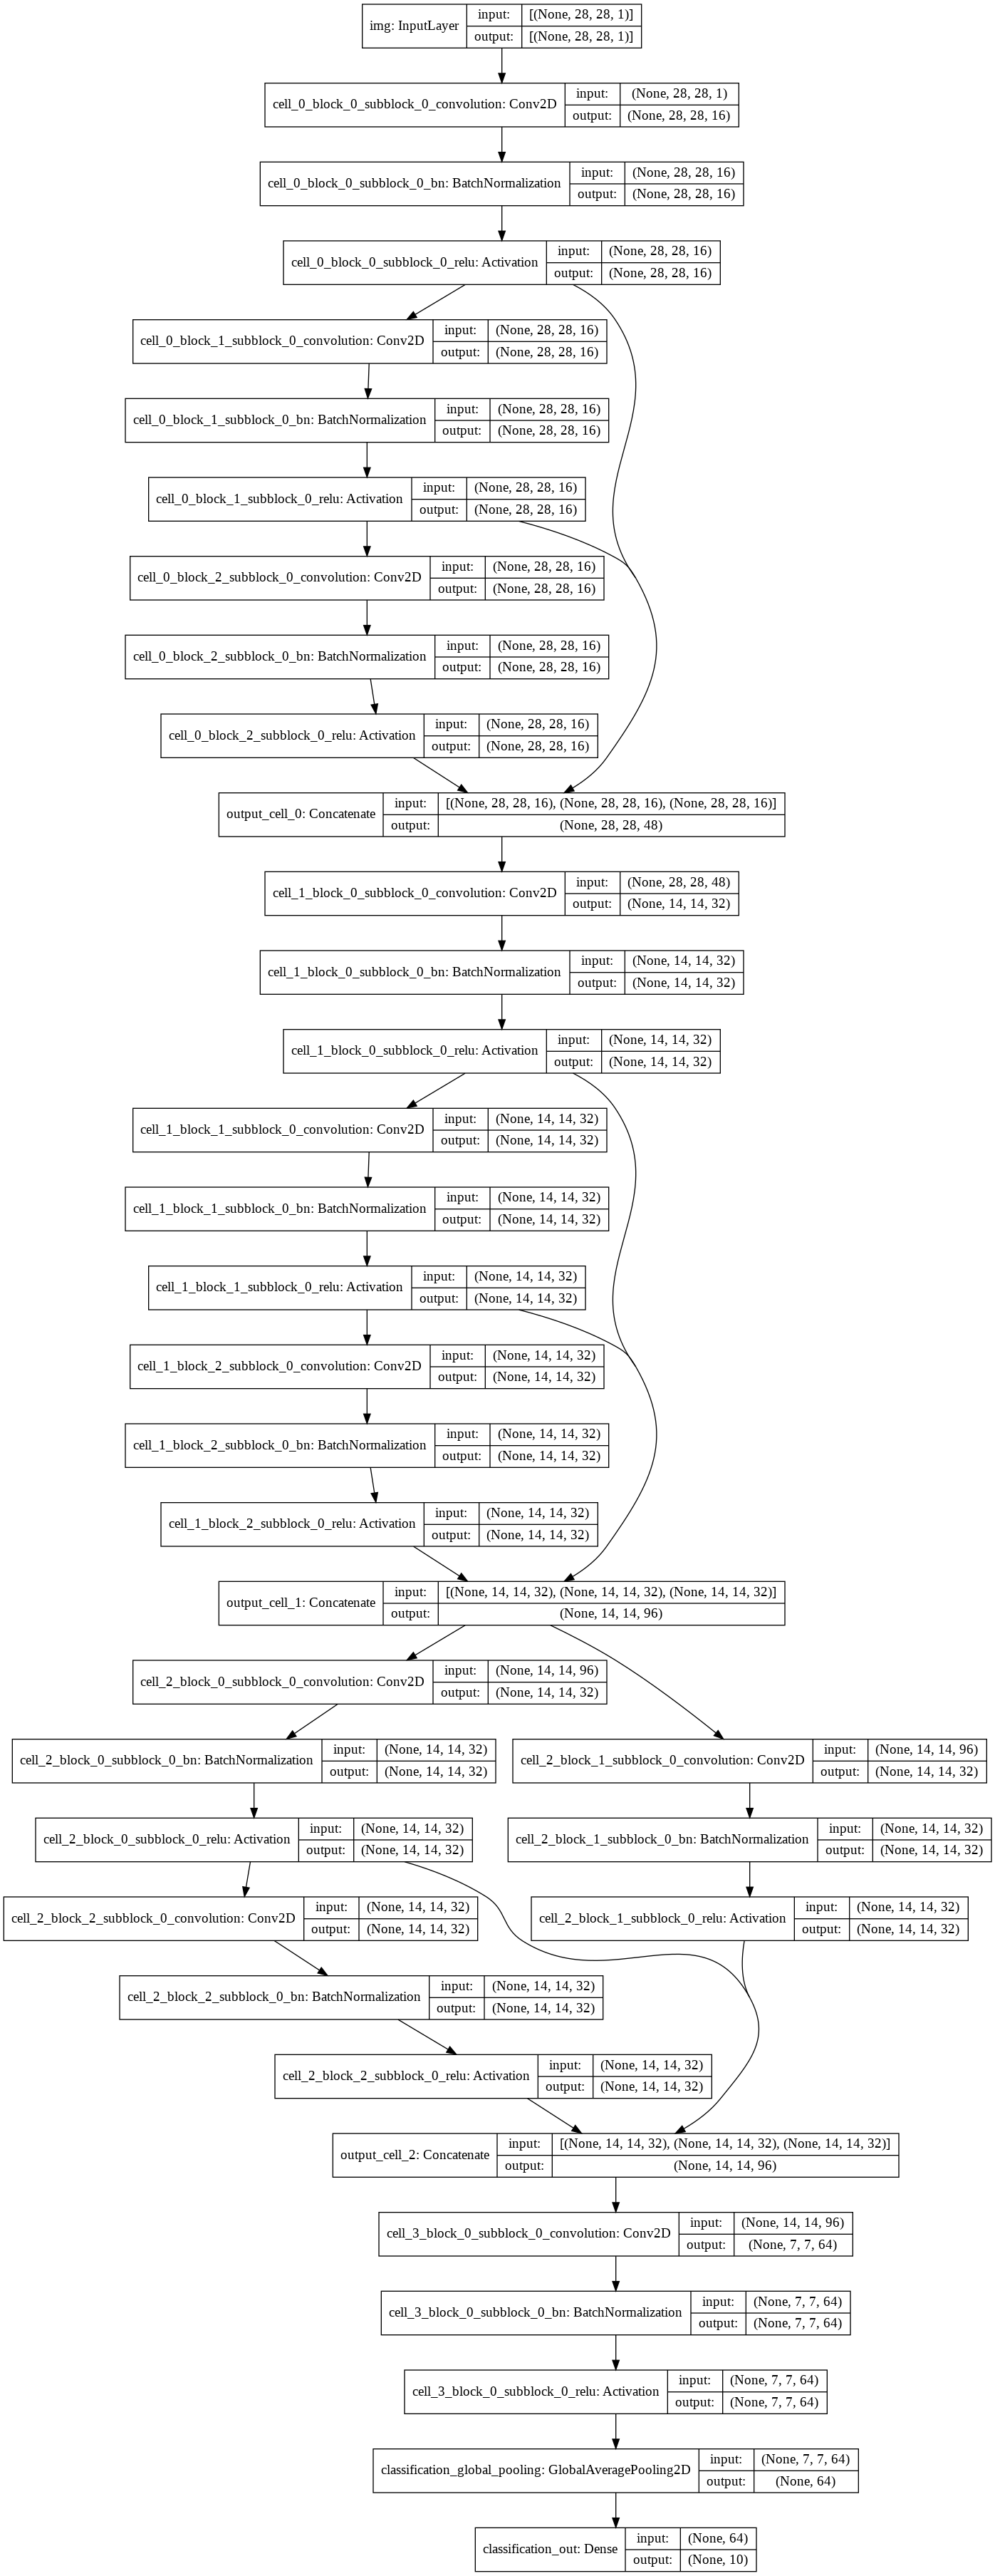 img: InputLayer
input: [(None, 28, 28, 1)]
output: [(None, 28, 28, 1)]
cell_0_block_0_subblock_0_convolution: Conv2D
input: (None, 28, 28, 1)
output: (None, 28, 28, 16)
cell_0_block_0_subblock_0_bn: BatchNormalization
input: (None, 28, 28, 16)
output: (None, 28, 28, 16)
cell_0_block_0_subblock_0_relu: Activation
input: (None, 28, 28, 16)
output: (None, 28, 28, 16)
cell_0_block_1_subblock_0_convolution: Conv2D
input: (None, 28, 28, 16)
output: (None, 28, 28, 16)
cell_0_block_1_subblock_0_bn: BatchNormalization
input: (None, 28, 28, 16)
output: (None, 28, 28, 16)
cell_0_block_1_subblock_0_relu: Activation
input: (None, 28, 28, 16)
output: (None, 28, 28, 16)
cell_0_block_2_subblock_0_convolution: Conv2D
input: (None, 28, 28, 16)
output: (None, 28, 28, 16)
cell_0_block_2_subblock_0_bn: BatchNormalization
input: (None, 28, 28, 16)
output: (None, 28, 28, 16)
cell_0_block_2_subblock_0_relu: Activation
input: (None, 28, 28, 16)
output: (None, 28, 28, 16)
output_cell_0: Concatenate
input: [(None, 28, 28, 16), (None, 28, 28, 16), (None, 28, 28, 16)]
output: (None, 28, 28, 48)
cell_1_block_0_subblock_0_convolution: Conv2D
input: (None, 28, 28, 48)
output: (None, 14, 14, 32)
cell_1_block_0_subblock_0_bn: BatchNormalization
input: (None, 14, 14, 32)
output: (None, 14, 14, 32)
cell_1_block_0_subblock_0_relu: Activation
input: (None, 14, 14, 32)
output: (None, 14, 14, 32)
cell_1_block_1_subblock_0_convolution: Conv2D
input: (None, 14, 14, 32)
output: (None, 14, 14, 32)
cell_1_block_1_subblock_0_bn: BatchNormalization
input: (None, 14, 14, 32)
output: (None, 14, 14, 32)
cell_1_block_1_subblock_0_relu: Activation
input: (None, 14, 14, 32)
output: (None, 14, 14, 32)
cell_1_block_2_subblock_0_convolution: Conv2D
input: (None, 14, 14, 32)
output: (None, 14, 14, 32)
cell_1_block_2_subblock_0_bn: BatchNormalization
input: (None, 14, 14, 32)
output: (None, 14, 14, 32)
cell_1_block_2_subblock_0_relu: Activation
input: (None, 14, 14, 32)
output: (None, 14, 14, 32)
output_cell_1: Concatenate
input: [(None, 14, 14, 32), (None, 14, 14, 32), (None, 14, 14, 32)]
output: (None, 14, 14, 96)
cell_2_block_0_subblock_0_convolution: Conv2D
input: (None, 14, 14, 96)
output: (None, 14, 14, 32)
cell_2_block_0_subblock_0_bn: BatchNormalization
input: (None, 14, 14, 32)
output: (None, 14, 14, 32)
cell_2_block_1_subblock_0_convolution: Conv2D
input: (None, 14, 14, 96)
output: (None, 14, 14, 32)
cell_2_block_0_subblock_0_relu: Activation
input: (None, 14, 14, 32)
output: (None, 14, 14, 32)
cell_2_block_1_subblock_0_bn: BatchNormalization
input: (None, 14, 14, 32)
output: (None, 14, 14, 32)
cell_2_block_2_subblock_0_convolution: Conv2D
input: (None, 14, 14, 32)
output: (None, 14, 14, 32)
cell_2_block_1_subblock_0_relu: Activation
input: (None, 14, 14, 32)
output: (None, 14, 14, 32)
cell_2_block_2_subblock_0_bn: BatchNormalization
input: (None, 14, 14, 32)
output: (None, 14, 14, 32)
cell_2_block_2_subblock_0_relu: Activation
input: (None, 14, 14, 32)
output: (None, 14, 14, 32)
output_cell_2: Concatenate
input: [(None, 14, 14, 32), (None, 14, 14, 32), (None, 14, 14, 32)]
output: (None, 14, 14, 96)
cell_3_block_0_subblock_0_convolution: Conv2D
input: (None, 14, 14, 96)
output: (None, 7, 7, 64)
cell_3_block_0_subblock_0_bn: BatchNormalization
input: (None, 7, 7, 64)
output: (None, 7, 7, 64)
cell_3_block_0_subblock_0_relu: Activation
input: (None, 7, 7, 64)
output: (None, 7, 7, 64)
classification_global_pooling: GlobalAveragePooling2D
input: (None, 7, 7, 64)
output: (None, 64)
classification_out: Dense
input: (None, 64)
output: (None, 10)